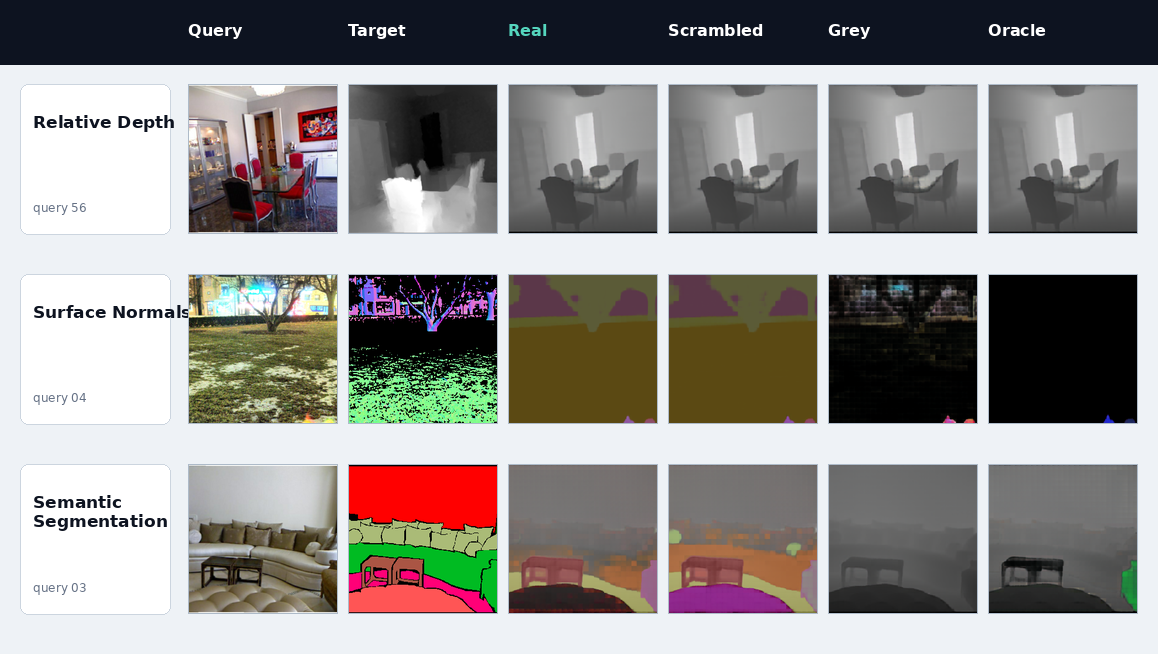 Query Target Real Scrambled Grey Oracle
Relative Depth
query 56
Surface Normals
query 04
Semantic
Segmentation
query 03